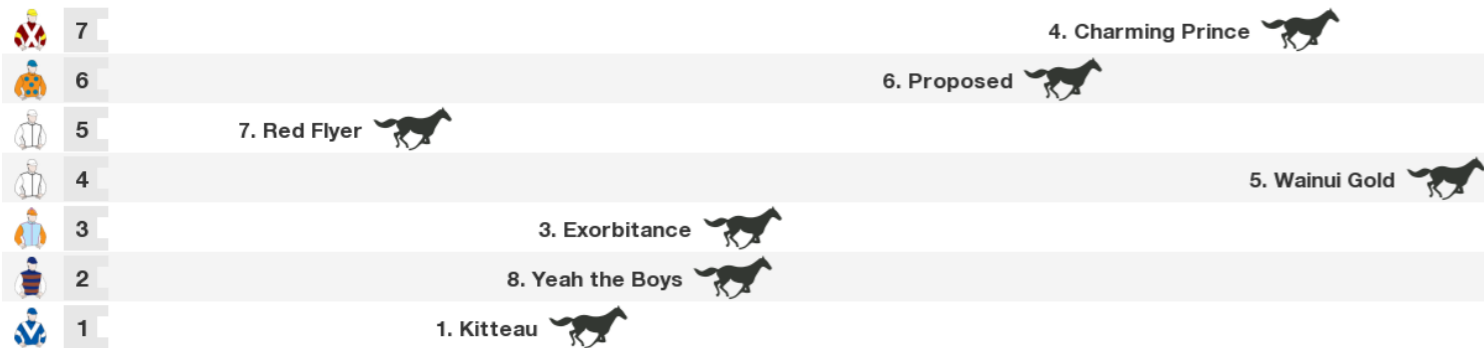 7 4. Charming Prince
6 6. Proposed
5 7. Red Flyer
4 5. Wainui Gold
3 3. Exorbitance
2 8. Yeah the Boys
1 1. Kitteau